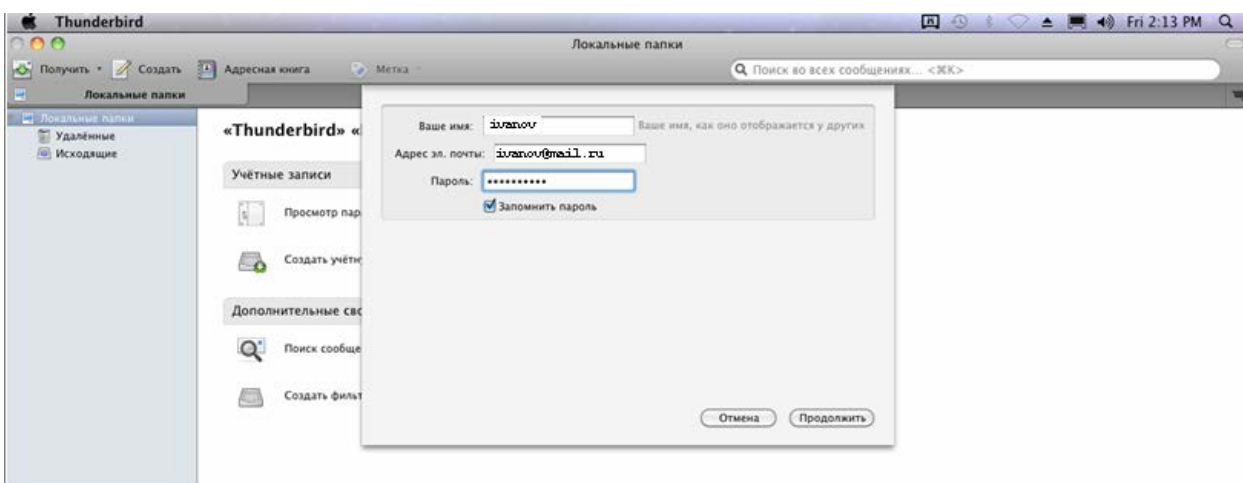 Thunderbird Fri 2:13 PM
Локальные папки
Получить Создать Адресная книга Метка Поиск во всех сообщениях... <⌘K>
Локальные папки
Локальные папки
Удалённые
Исходящие
«Thunderbird» «
Учётные записи
Просмотр пар
Создать учётн
Дополнительные сво
Поиск сообще
Создать фильт
Ваше имя: ivanov Ваше имя, как оно отображается у других
Адрес эл. почты: ivanov@mail.ru
Пароль: ••••••••••
Запомнить пароль
Отмена Продолжить